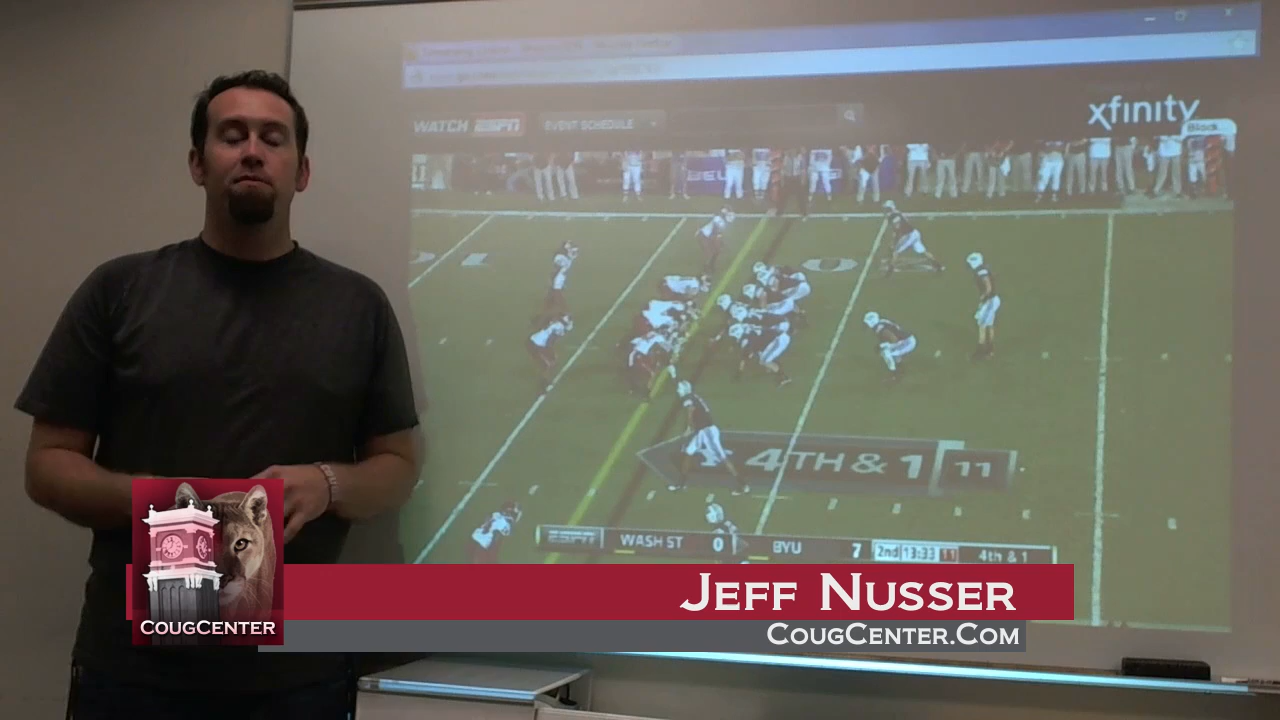 xfinity
WATCH ESPN EVENT SCHEDULE
Block
4TH & 1 11
WASH ST 0 BYU 7 2nd 13:33 11 4th & 1
JEFF NUSSER
COUGCENTER
COUGCENTER.COM